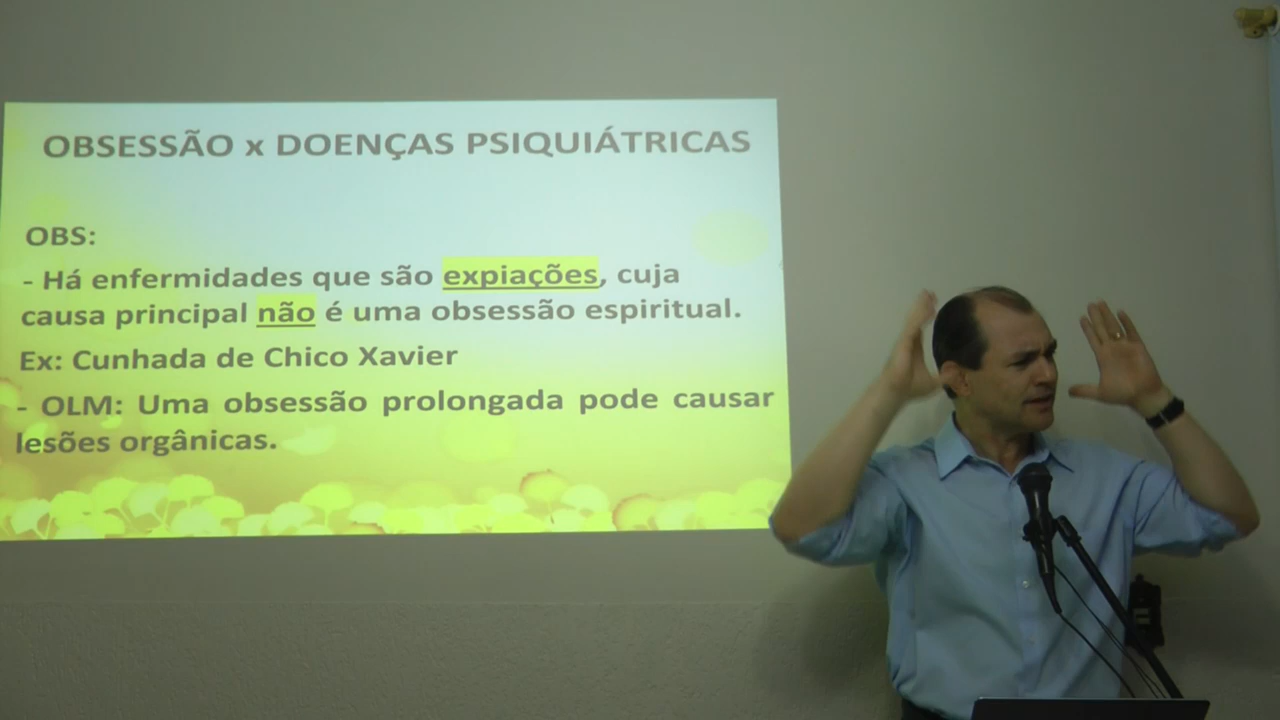 OBSESSÃO x DOENÇAS PSIQUIÁTRICAS
OBS:
- Há enfermidades que são expiações, cuja
causa principal não é uma obsessão espiritual.
Ex: Cunhada de Chico Xavier
- OLM: Uma obsessão prolongada pode causar
lesões orgânicas.